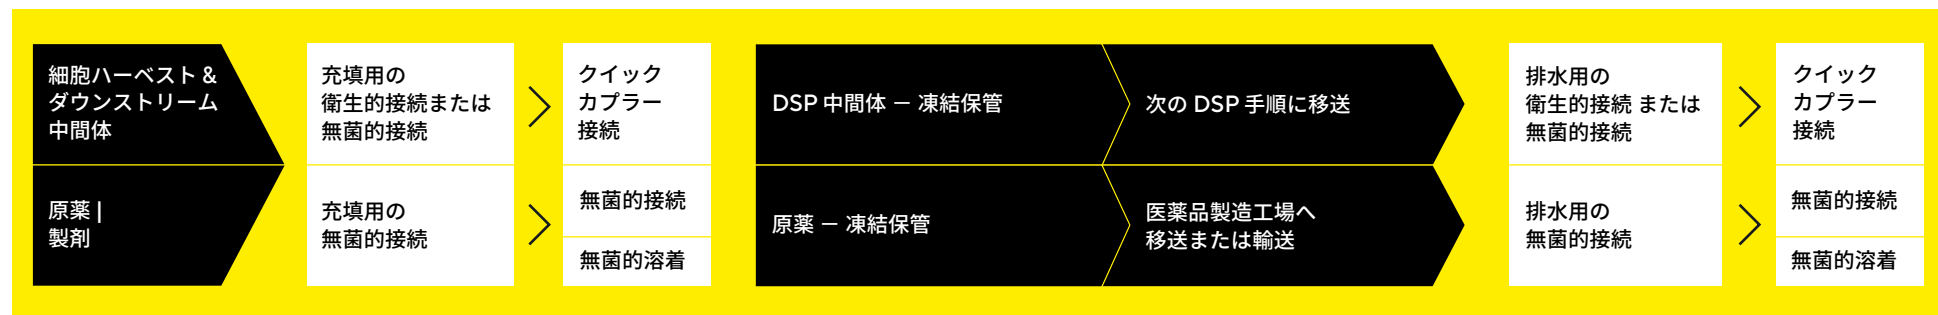 細胞ハーベスト &
ダウンストリーム
中間体
充填用の
衛生的接続または
無菌的接続
クイック
カプラー
接続
DSP 中間体 － 凍結保管
次の DSP 手順に移送
排水用の
衛生的接続 または
無菌的接続
クイック
カプラー
接続
原薬 |
製剤
充填用の
無菌的接続
無菌的接続
無菌的溶着
原薬 － 凍結保管
医薬品製造工場へ
移送または輸送
排水用の
無菌的接続
無菌的接続
無菌的溶着